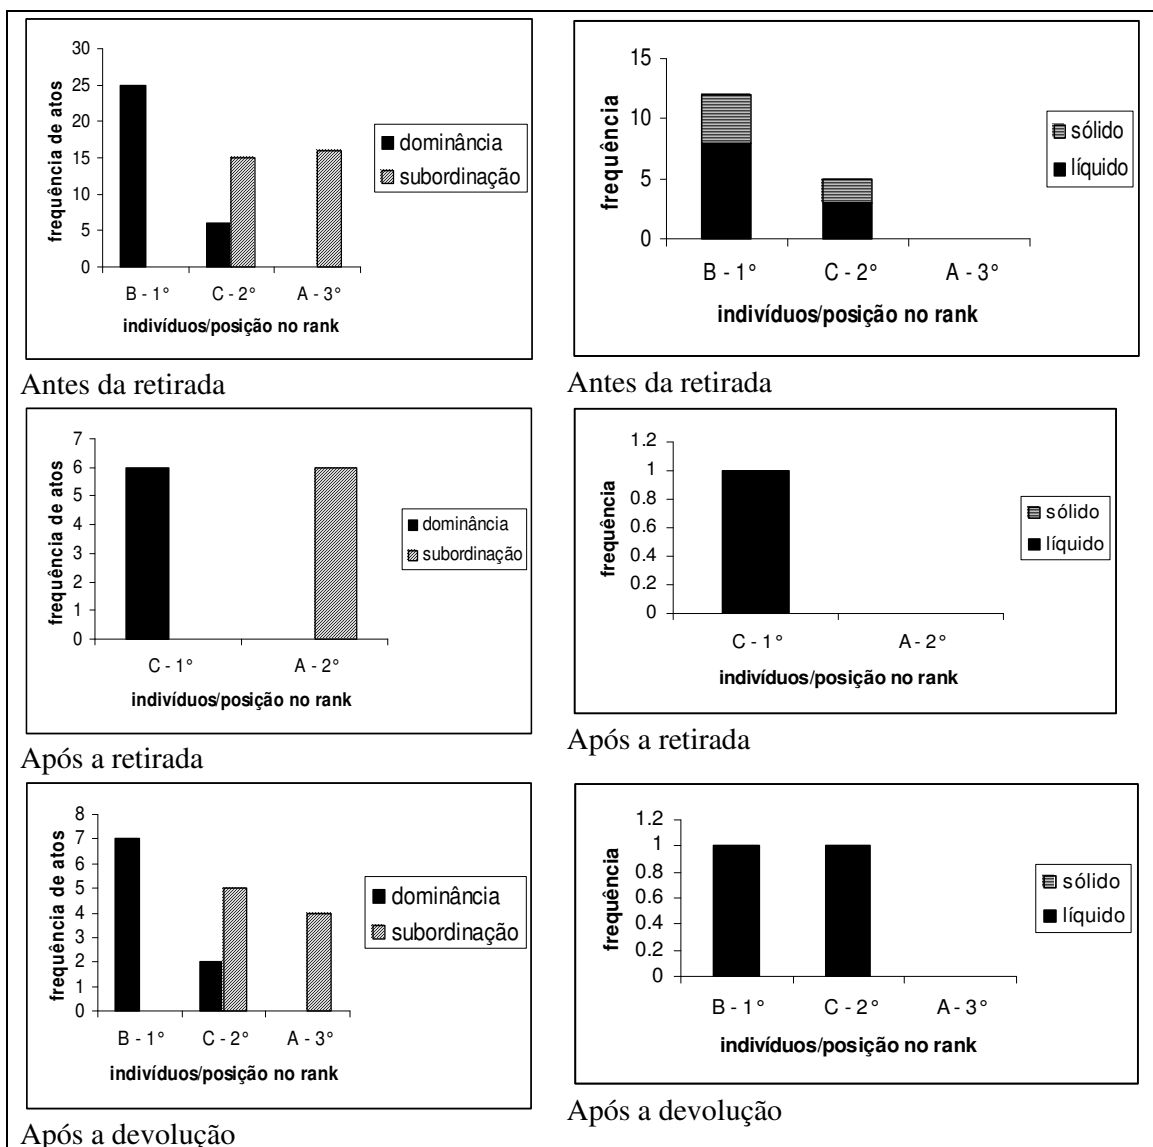 30
25
20
15
10
5
0
frequência de atos
B - 1°
C - 2°
A - 3°
indivíduos/posição no rank
dominância
subordinação
Antes da retirada
15
10
5
0
frequência
B - 1°
C - 2°
A - 3°
indivíduos/posição no rank
sólido
líquido
Antes da retirada
7
6
5
4
3
2
1
0
frequência de atos
C - 1°
A - 2°
indivíduos/posição no rank
dominância
subordinação
Após a retirada
1.2
1
0.8
0.6
0.4
0.2
0
frequência
C - 1°
A - 2°
indivíduos/posição no rank
sólido
líquido
Após a retirada
8
7
6
5
4
3
2
1
0
frequência de atos
B - 1°
C - 2°
A - 3°
indivíduos/posição no rank
dominância
subordinação
Após a devolução
1.2
1
0.8
0.6
0.4
0.2
0
frequência
B - 1°
C - 2°
A - 3°
indivíduos/posição no rank
sólido
líquido
Após a devolução